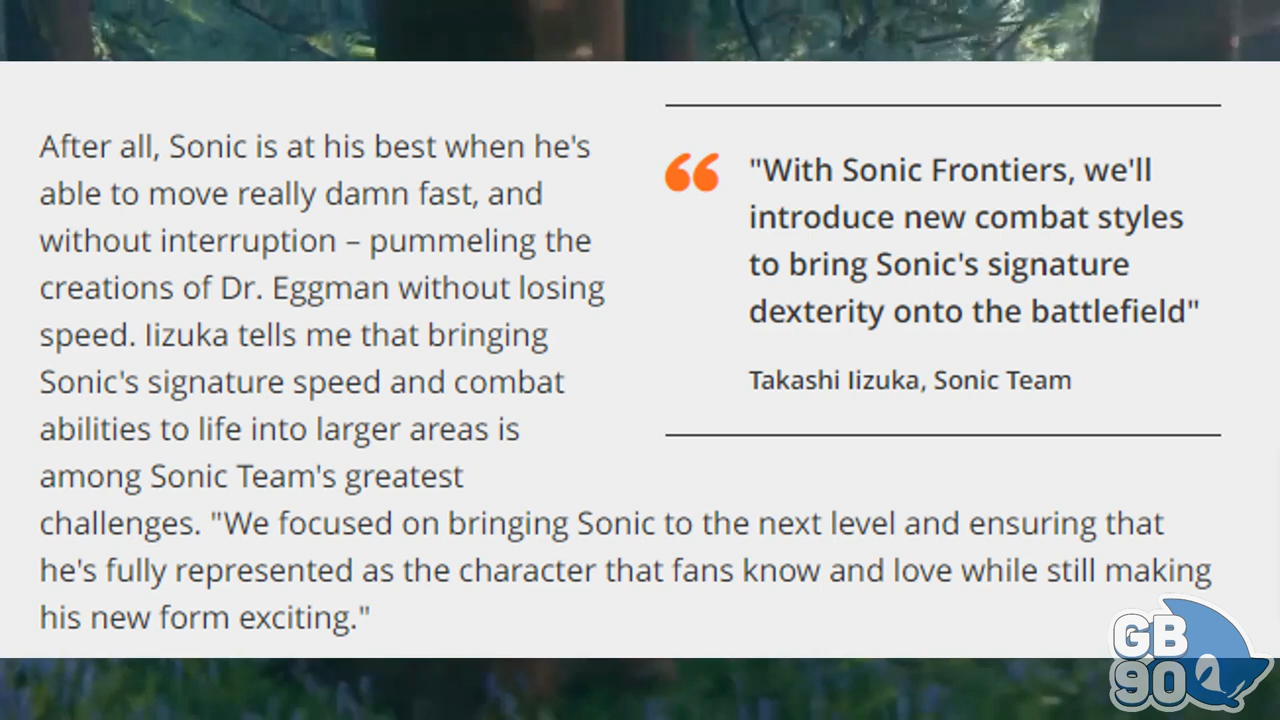 After all, Sonic is at his best when he's
able to move really damn fast, and
without interruption – pummeling the
creations of Dr. Eggman without losing
speed. Iizuka tells me that bringing
Sonic's signature speed and combat
abilities to life into larger areas is
among Sonic Team's greatest
challenges. "We focused on bringing Sonic to the next level and ensuring that
he's fully represented as the character that fans know and love while still making
his new form exciting."
"With Sonic Frontiers, we'll
introduce new combat styles
to bring Sonic's signature
dexterity onto the battlefield"
Takashi Iizuka, Sonic Team
GB
90